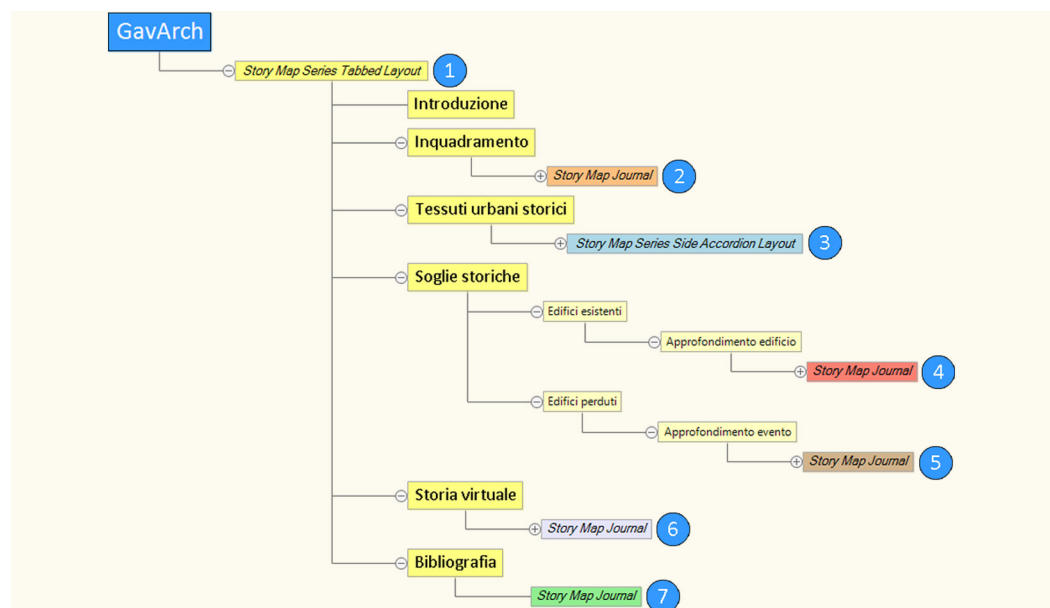 GavArch
Story Map Series Tabbed Layout 1
Introduzione
Inquadramento
Story Map Journal 2
Tessuti urbani storici
Story Map Series Side Accordion Layout 3
Soglie storiche
Edifici esistenti
Approfondimento edificio
Story Map Journal 4
Edifici perduti
Approfondimento evento
Story Map Journal 5
Storia virtuale
Story Map Journal 6
Bibliografia
Story Map Journal 7